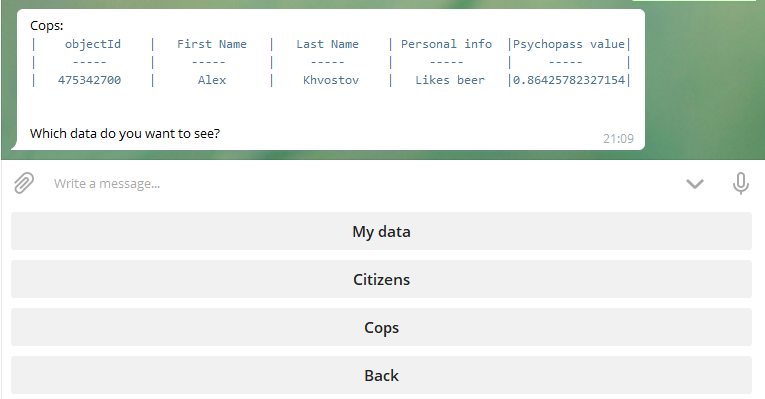 Cops:
| objectId | First Name | Last Name | Personal info |Psychopass value|
| ----- | ----- | ----- | ----- | ----- |
| 475342700 | Alex | Khvostov | Likes beer |0.86425782327154|
Which data do you want to see?
21:09
Write a message...
My data
Citizens
Cops
Back